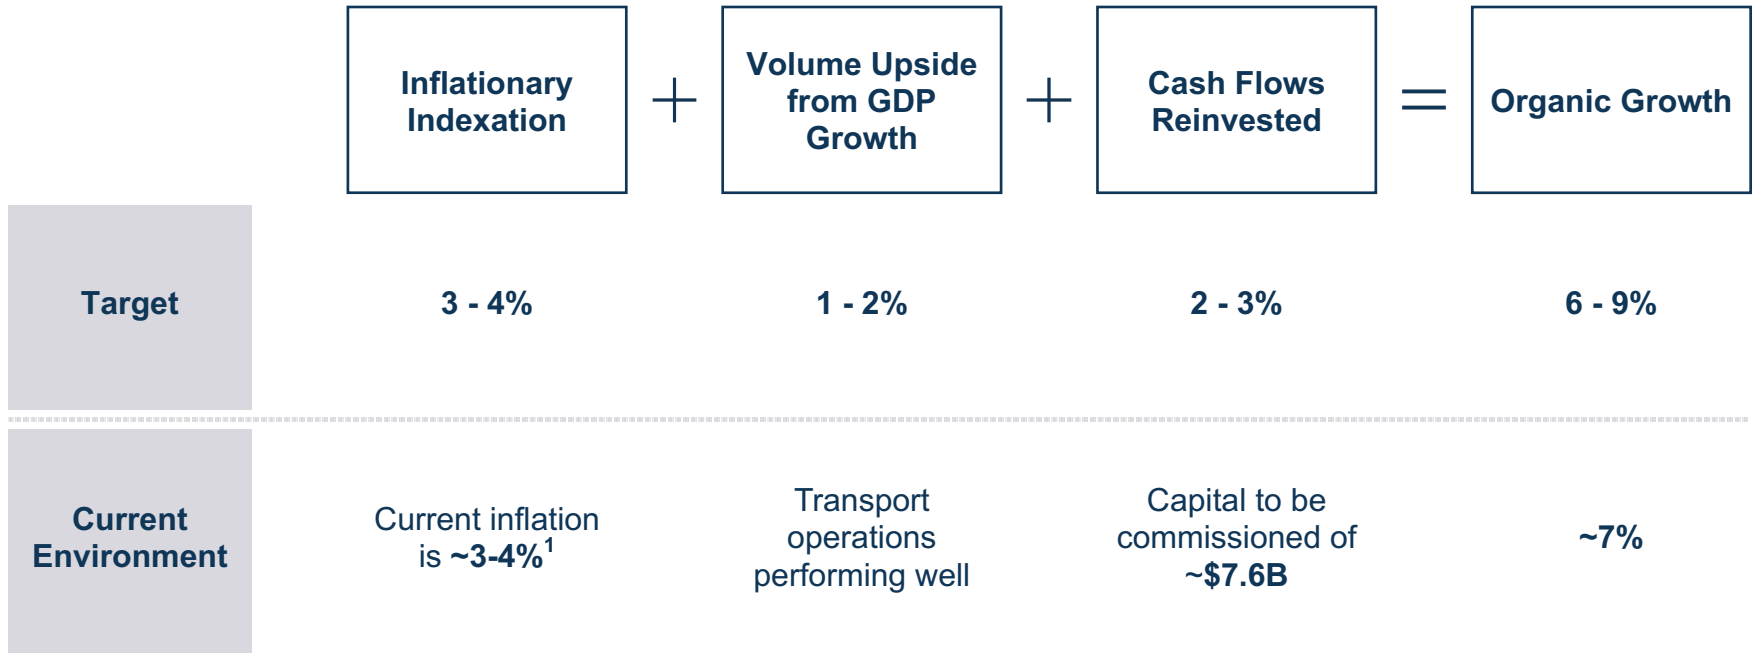 Inflationary
Indexation
+
Volume Upside
from GDP
Growth
+
Cash Flows
Reinvested
=
Organic Growth
Target
3 - 4%
1 - 2%
2 - 3%
6 - 9%
Current
Environment
Current inflation
is ~3-4%¹
Transport
operations
performing well
Capital to be
commissioned of
~$7.6B
~7%